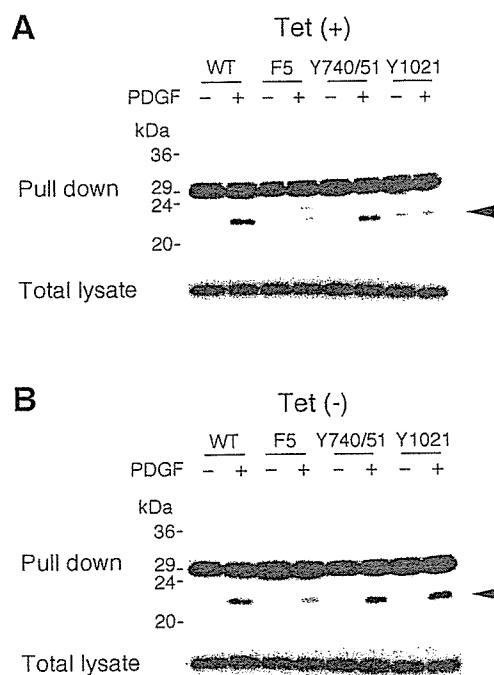 A
Tet (+)
WT F5 Y740/51 Y1021
PDGF − + − + − + − +
kDa
36-
Pull down
29-
24-
20-
Total lysate
B
Tet (-)
WT F5 Y740/51 Y1021
PDGF − + − + − + − +
kDa
36-
Pull down
29-
24-
20-
Total lysate